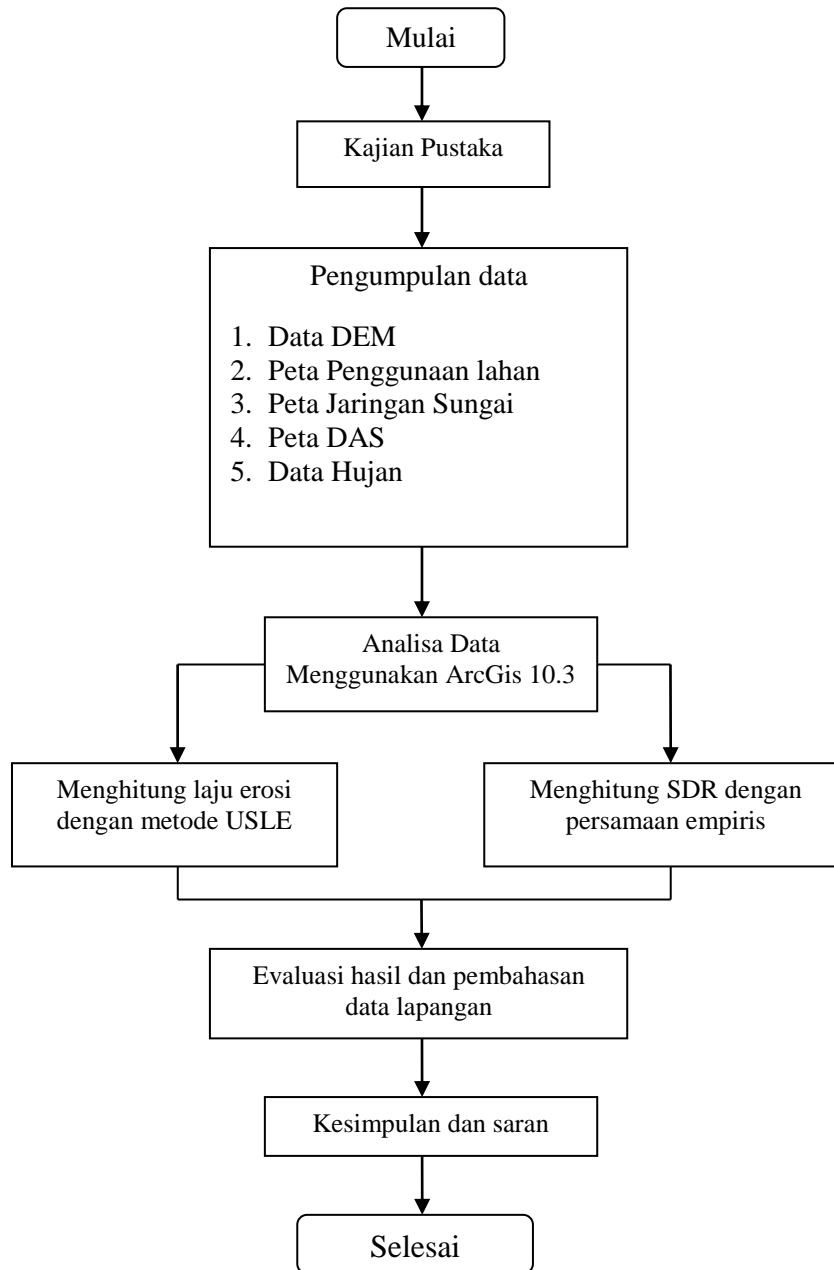 Mulai
Kajian Pustaka
Pengumpulan data
1. Data DEM
2. Peta Penggunaan lahan
3. Peta Jaringan Sungai
4. Peta DAS
5. Data Hujan
Analisa Data
Menggunakan ArcGis 10.3
Menghitung laju erosi
dengan metode USLE
Menghitung SDR dengan
persamaan empiris
Evaluasi hasil dan pembahasan
data lapangan
Kesimpulan dan saran
Selesai